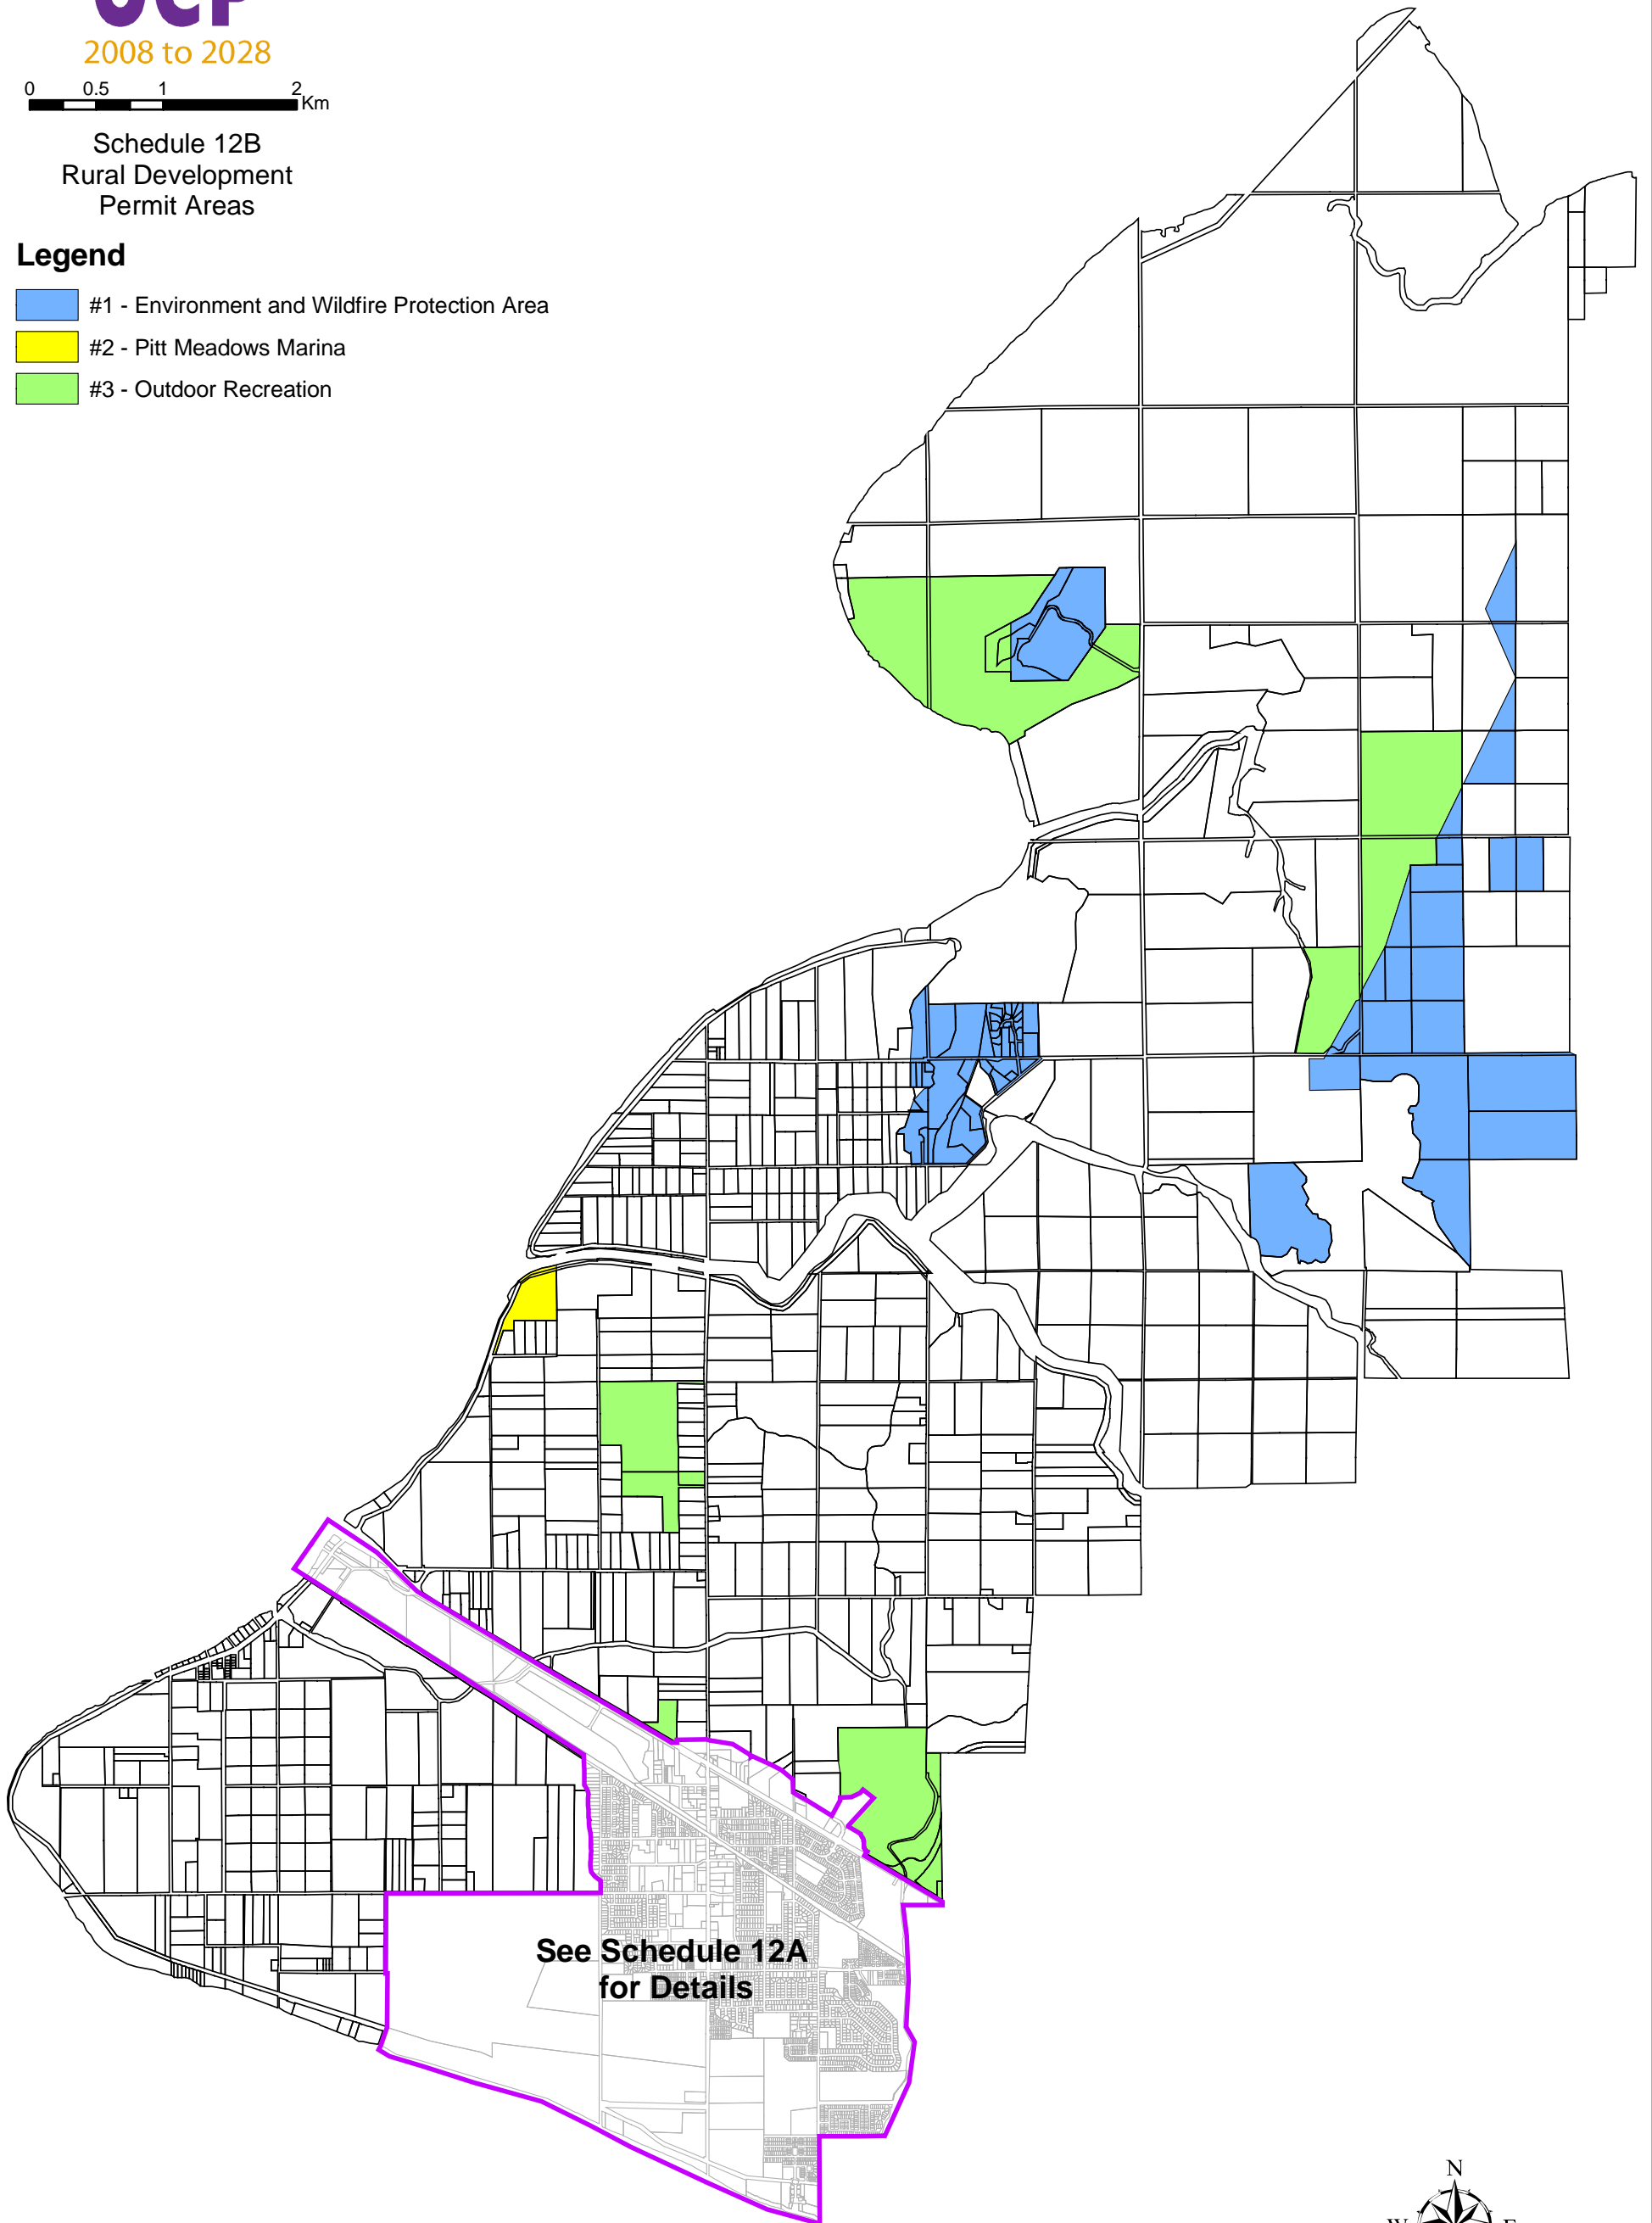 OCP
2008 to 2028
0 0.5 1 2
Km
Schedule 12B
Rural Development
Permit Areas
Legend
#1 - Environment and Wildfire Protection Area
#2 - Pitt Meadows Marina
#3 - Outdoor Recreation
See Schedule 12A
for Details
N
W E